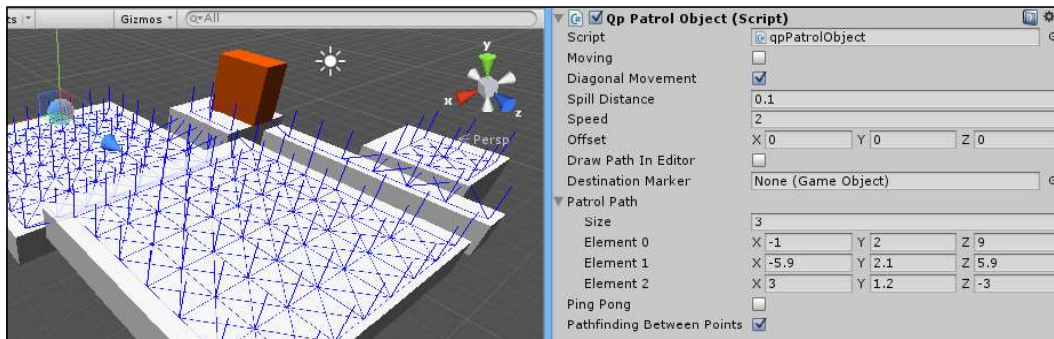 ts
Gizmos
All
y
x
z
Persp
Qp Patrol Object (Script)
Script qpPatrolObject
Moving
Diagonal Movement
Spill Distance 0.1
Speed 2
Offset X 0 Y 0 Z 0
Draw Path In Editor
Destination Marker None (Game Object)
Patrol Path
Size 3
Element 0 X -1 Y 2 Z 9
Element 1 X -5.9 Y 2.1 Z 5.9
Element 2 X 3 Y 1.2 Z -3
Ping Pong
Pathfinding Between Points